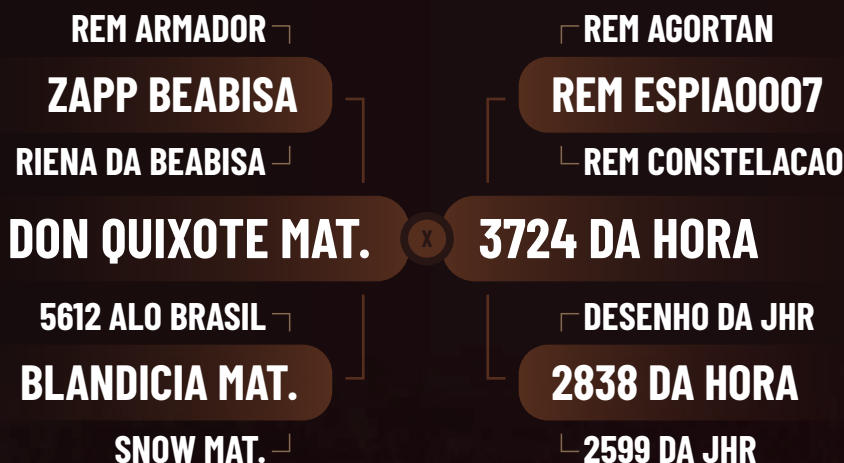 REM ARMADOR
REM AGORTAN
ZAPP BEABISA
REM ESPIAO007
RIENA DA BEABISA
REM CONSTELACAO
DON QUIXOTE MAT.
X
3724 DA HORA
5612 ALO BRASIL
DESENHO DA JHR
BLANDICIA MAT.
2838 DA HORA
SNOW MAT.
2599 DA JHR